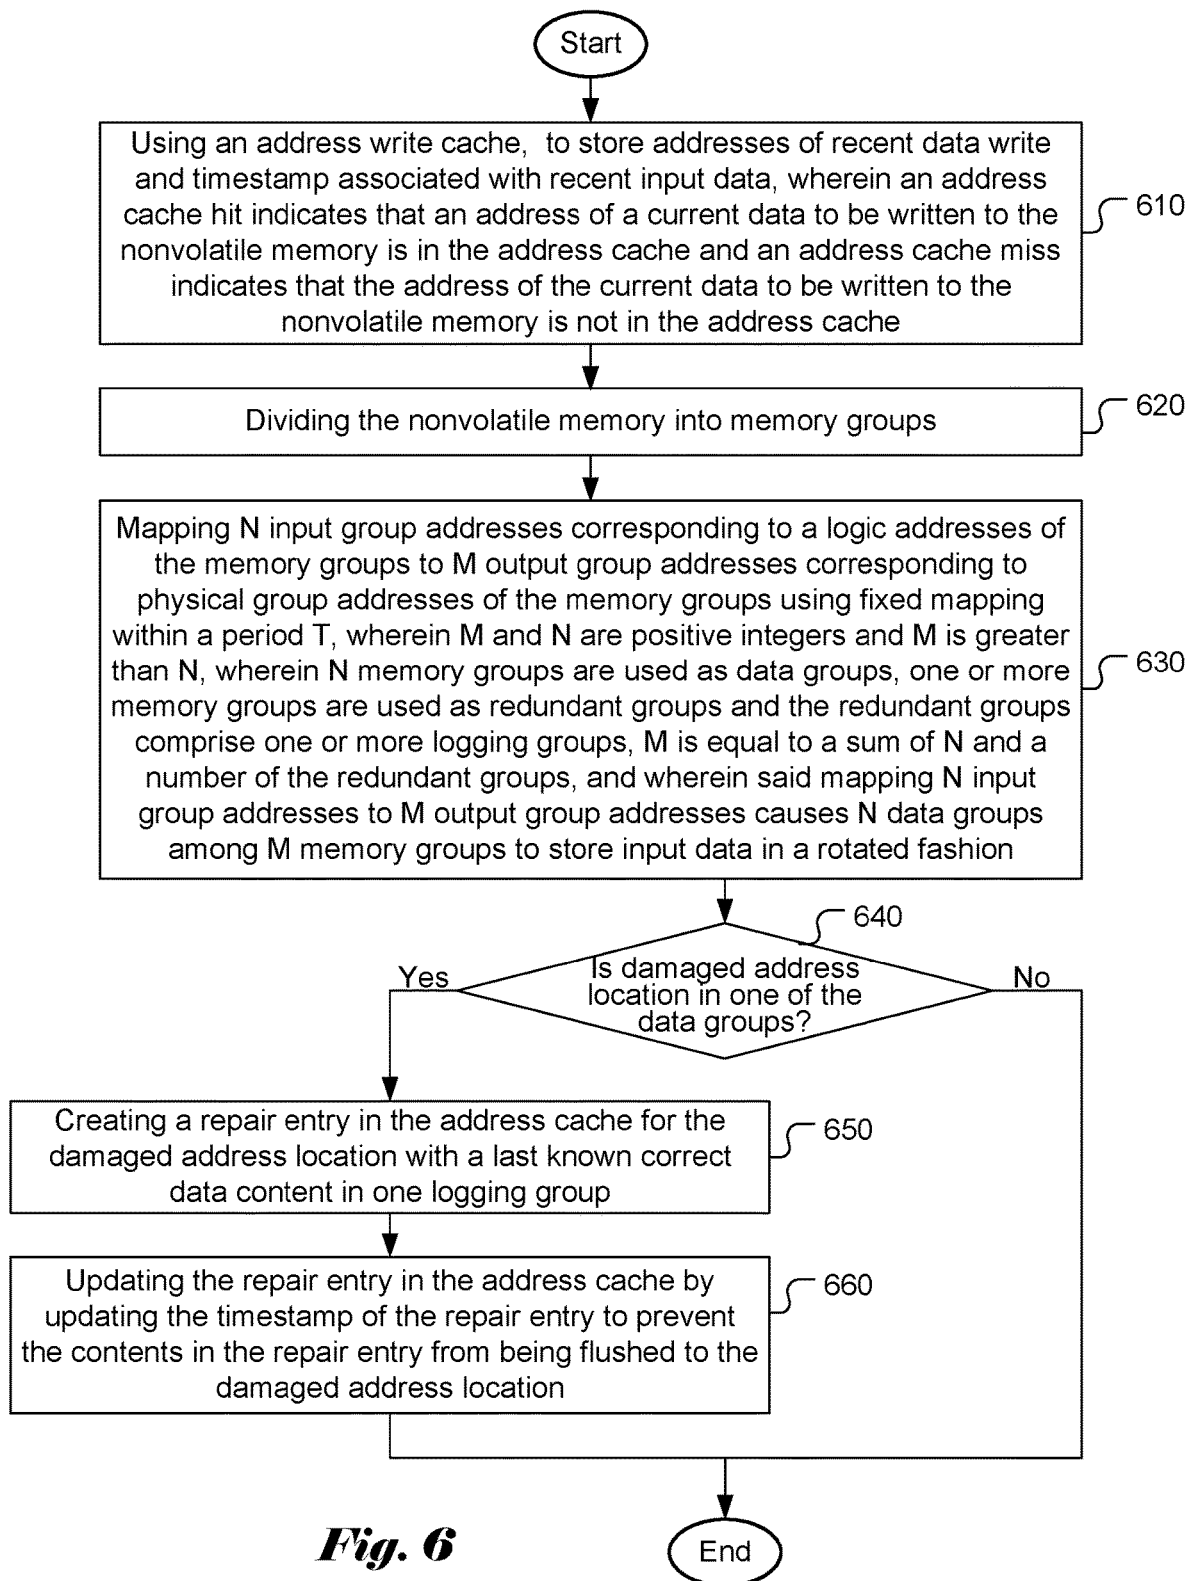 Start
Using an address write cache,  to store addresses of recent data write
and timestamp associated with recent input data, wherein an address
cache hit indicates that an address of a current data to be written to the
nonvolatile memory is in the address cache and an address cache miss
indicates that the address of the current data to be written to the
nonvolatile memory is not in the address cache
610
Dividing the nonvolatile memory into memory groups
620
Mapping N input group addresses corresponding to a logic addresses of
the memory groups to M output group addresses corresponding to
physical group addresses of the memory groups using fixed mapping
within a period T, wherein M and N are positive integers and M is greater
than N, wherein N memory groups are used as data groups, one or more
memory groups are used as redundant groups and the redundant groups
comprise one or more logging groups, M is equal to a sum of N and a
number of the redundant groups, and wherein said mapping N input
group addresses to M output group addresses causes N data groups
among M memory groups to store input data in a rotated fashion
630
640
Yes
Is damaged address
location in one of the
data groups?
No
Creating a repair entry in the address cache for the
damaged address location with a last known correct
data content in one logging group
650
Updating the repair entry in the address cache by
updating the timestamp of the repair entry to prevent
the contents in the repair entry from being flushed to the
damaged address location
660
End
Fig. 6